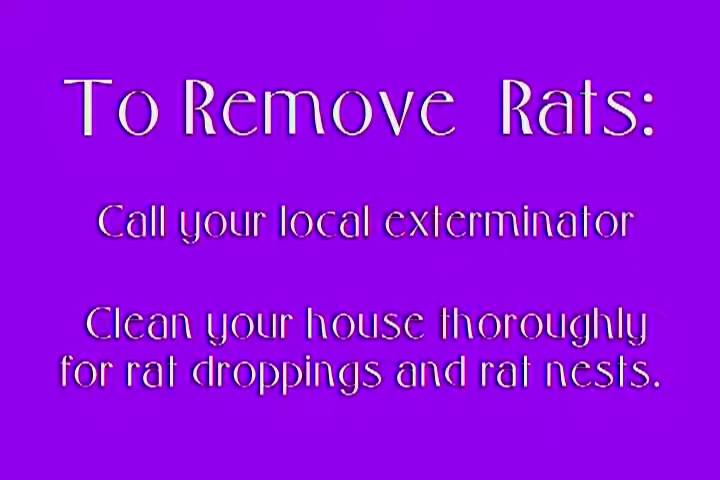 To Remove Rats:
Call your local exterminator
Clean your house thoroughly
for rat droppings and rat nests.